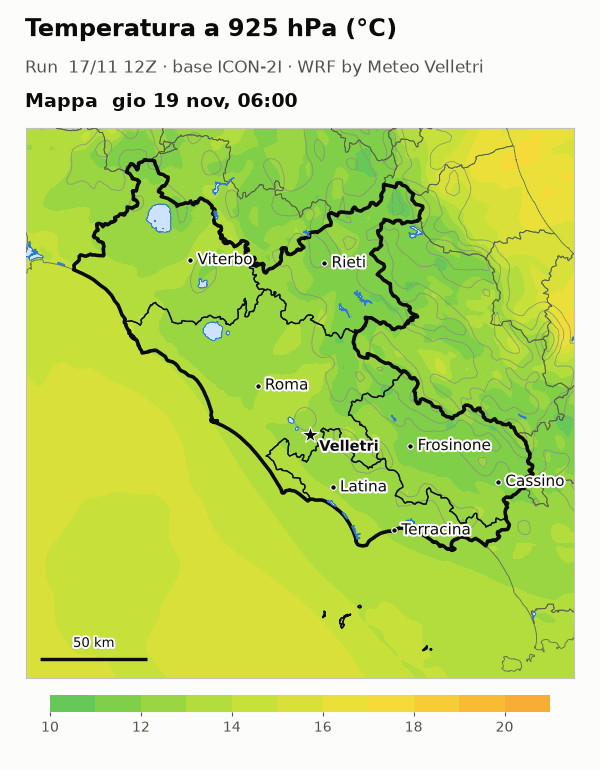 Temperatura a 925 hPa (°C)
Run  17/11 12Z · base ICON-2I · WRF by Meteo Velletri
Mappa  gio 19 nov, 06:00
Viterbo
Rieti
Roma
Velletri
Frosinone
Latina
Cassino
Terracina
50 km
10 12 14 16 18 20